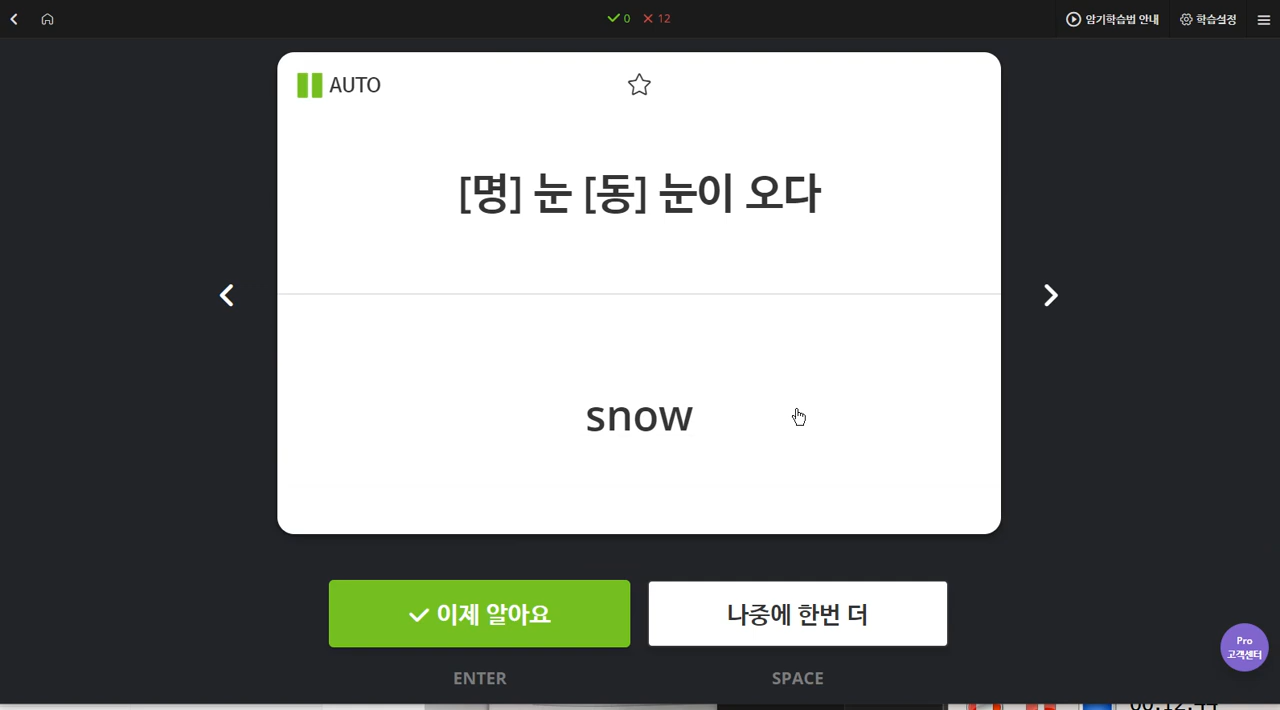 0 12
암기학습법 안내
학습설정
AUTO
[명] 눈 [동] 눈이 오다
snow
이제 알아요
나중에 한번 더
ENTER
SPACE
Pro
고객센터